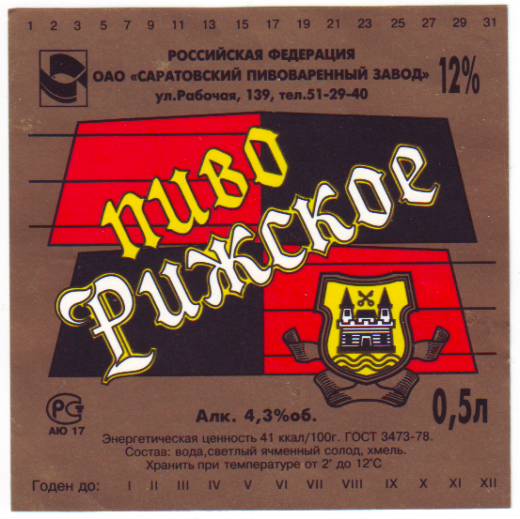 1 2 3 5 7 9 11 13 15 17 19 21 23 25 27 29 31
РОССИЙСКАЯ ФЕДЕРАЦИЯ
ОАО «САРАТОВСКИЙ ПИВОВАРЕННЫЙ ЗАВОД»
ул.Рабочая, 139, тел.51-29-40
12%
пиво
Рижское
РС
АЮ 17
Алк. 4,3%об.
0,5л
Энергетическая ценность 41 ккал/100г. ГОСТ 3473-78.
Состав: вода,светлый ячменный солод, хмель.
Хранить при температуре от 2° до 12°С
Годен до: I II III IV V VI VII VIII IX X XI XII